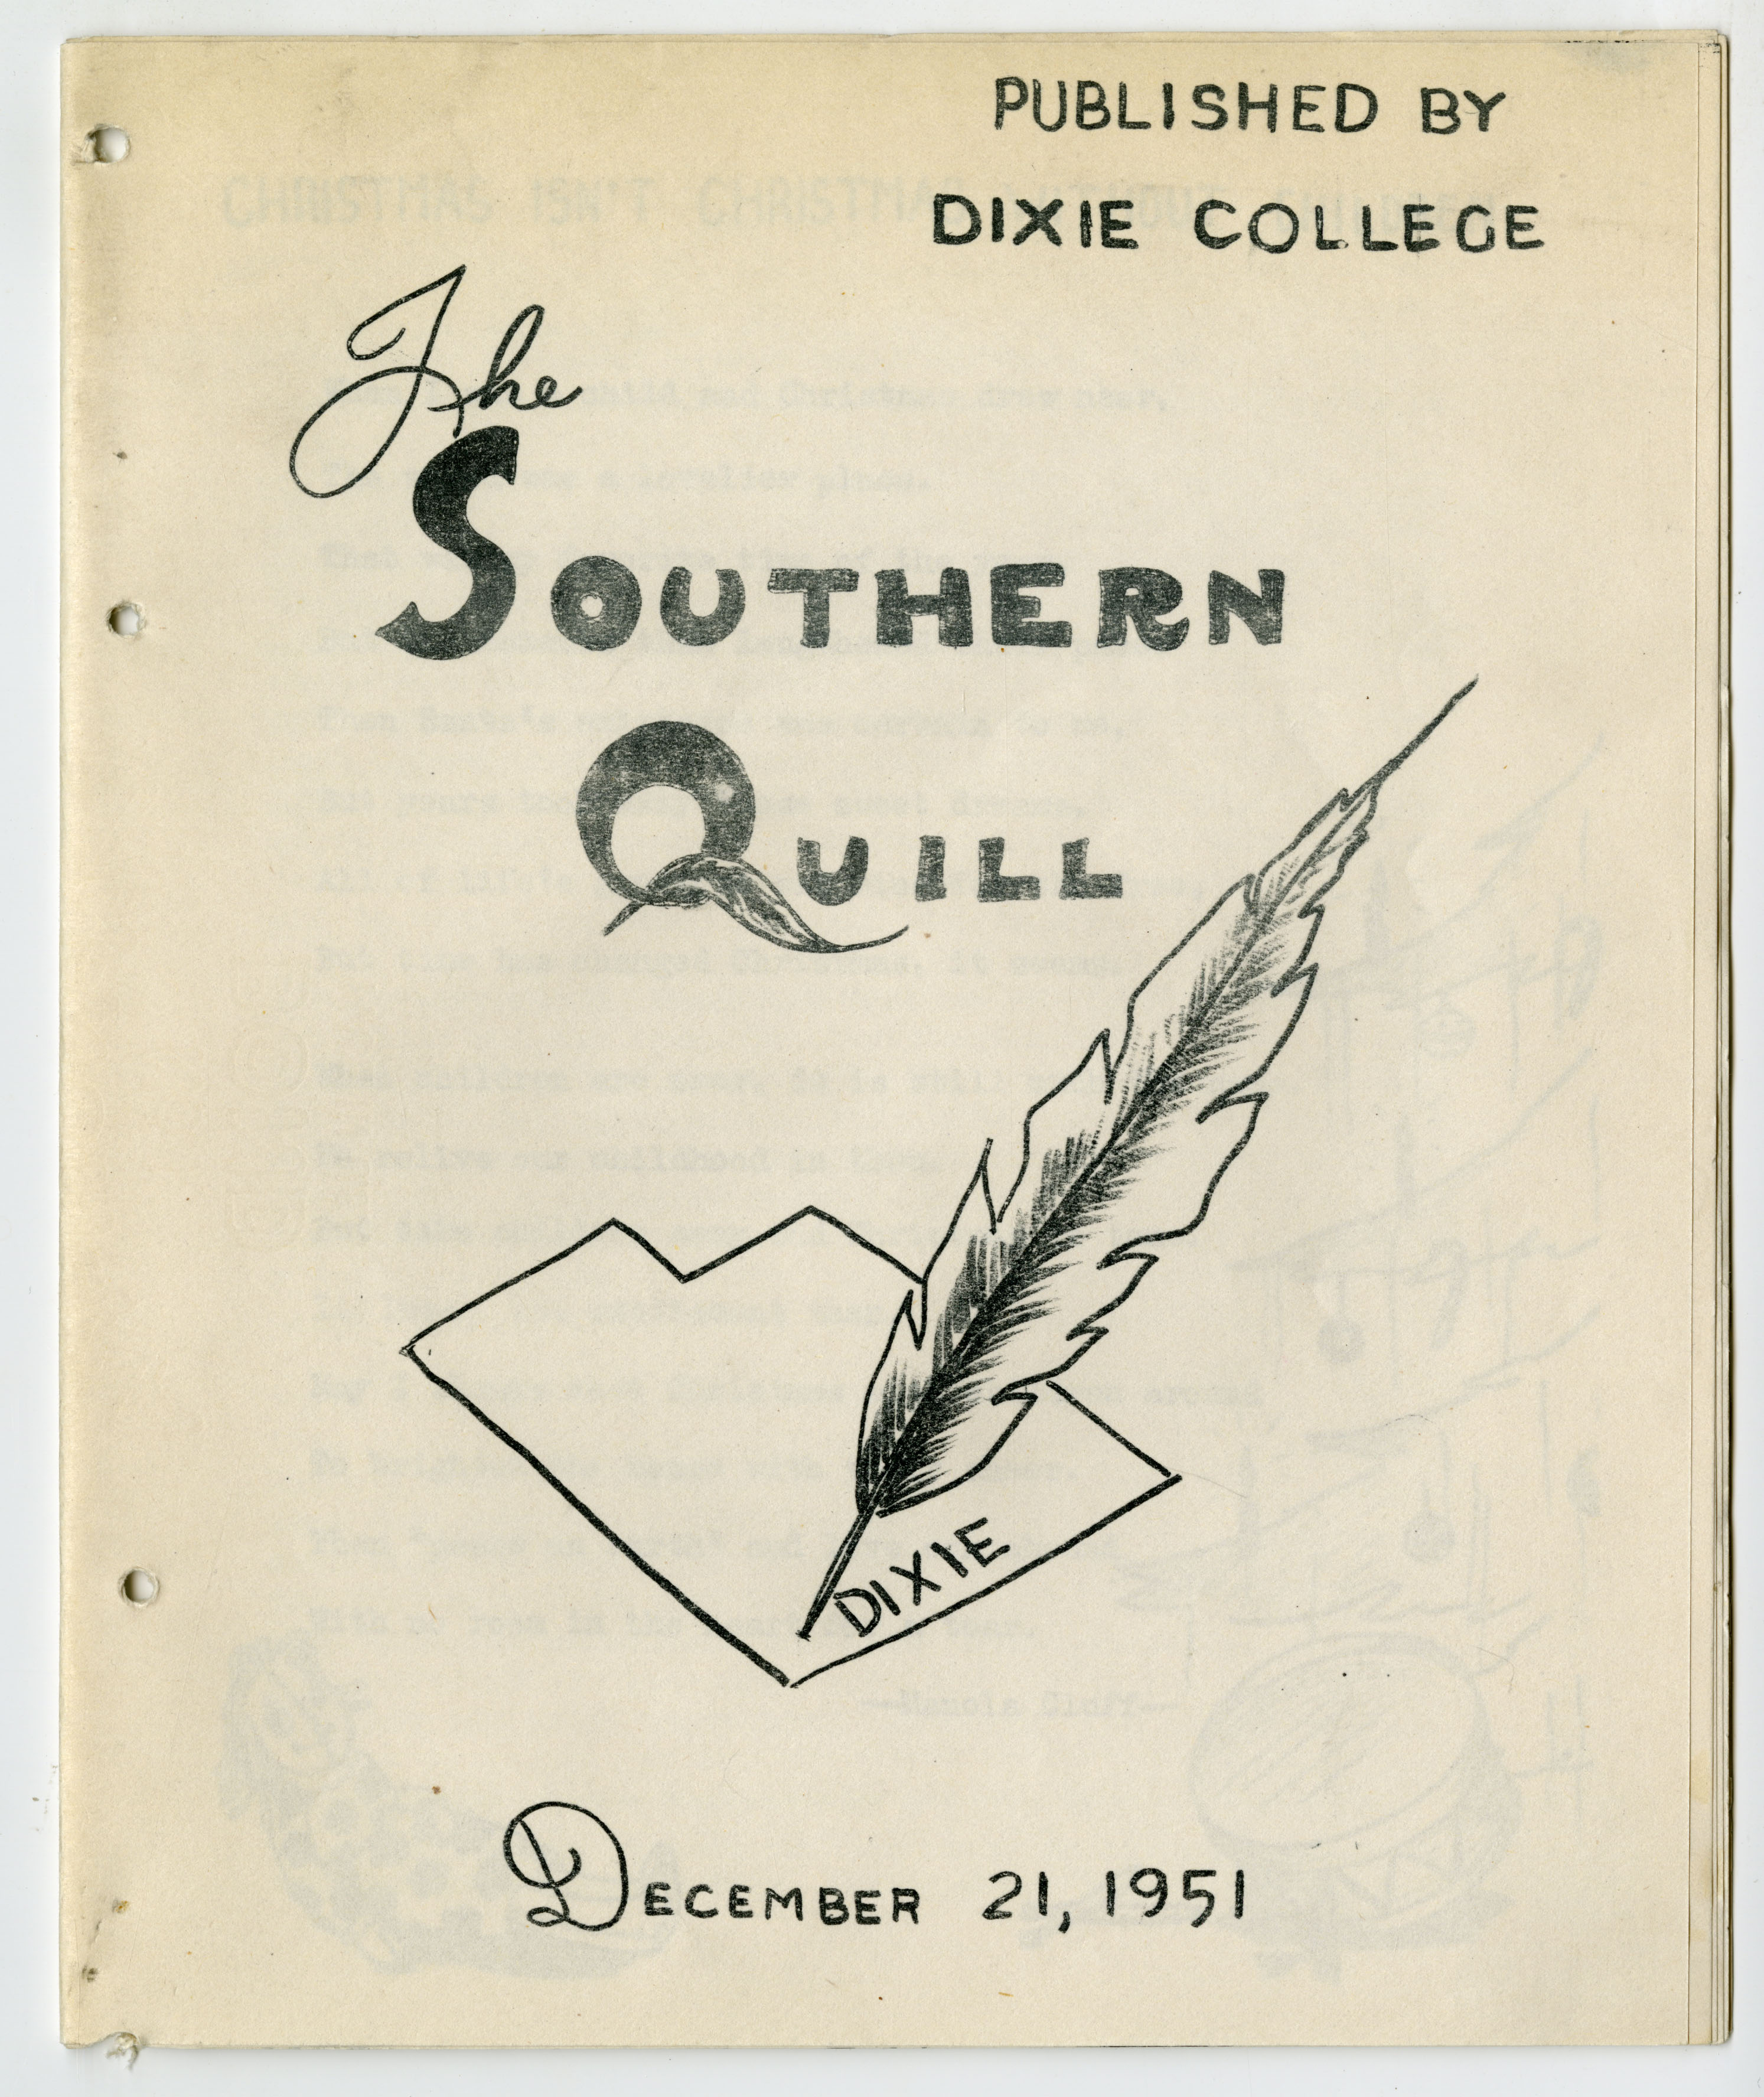 PUBLISHED BY
DIXIE COLLEGE
The
SOUTHERN
QUILL
DIXIE
DECEMBER 21, 1951